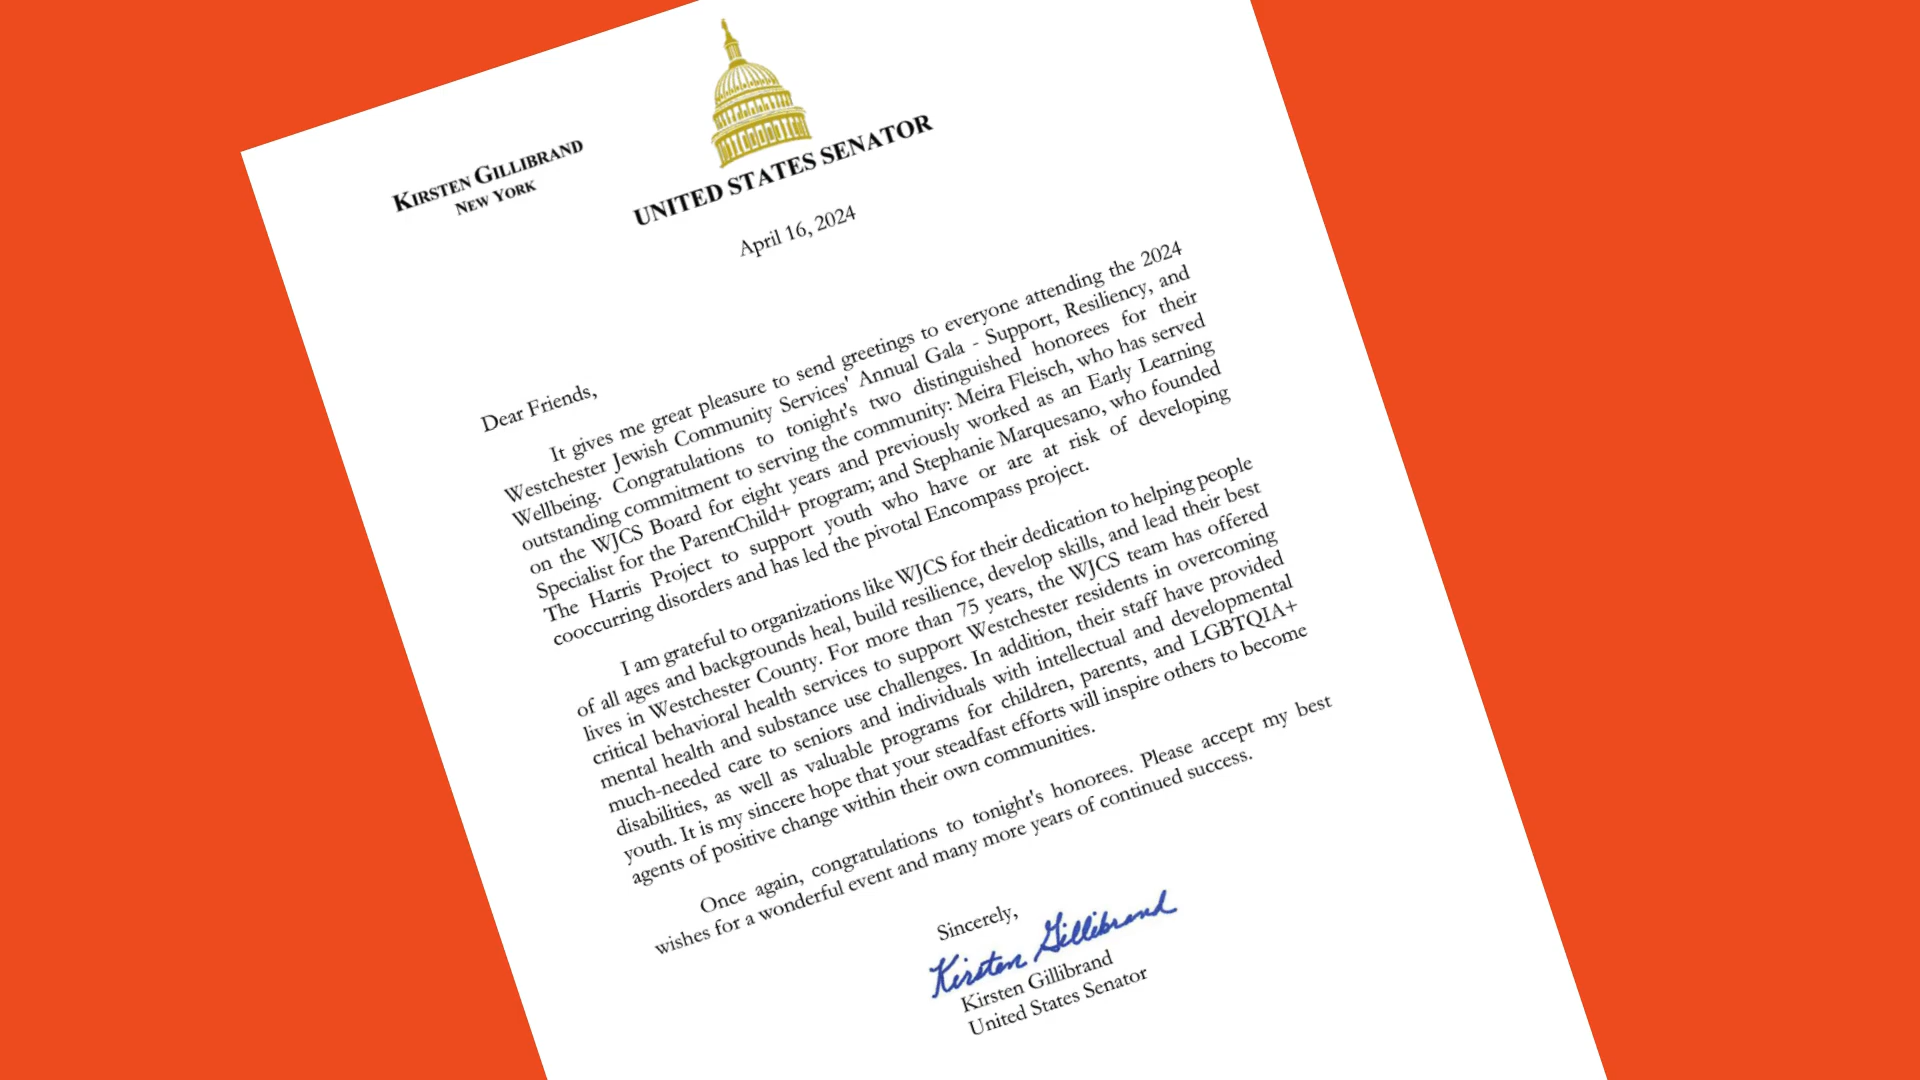 KIRSTEN GILLIBRAND
NEW YORK
UNITED STATES SENATOR
April 16, 2024
Dear Friends,
It gives me great pleasure to send greetings to everyone attending the 2024
Westchester Jewish Community Services' Annual Gala - Support, Resiliency, and
Wellbeing. Congratulations to tonight's two distinguished honorees for their
outstanding commitment to serving the community: Meira Fleisch, who has served
on the WJCS Board for eight years and previously worked as an Early Learning
Specialist for the ParentChild+ program; and Stephanie Marquesano, who founded
The Harris Project to support youth who have or are at risk of developing
cooccurring disorders and has led the pivotal Encompass project.
I am grateful to organizations like WJCS for their dedication to helping people
of all ages and backgrounds heal, build resilience, develop skills, and lead their best
lives in Westchester County. For more than 75 years, the WJCS team has offered
critical behavioral health services to support Westchester residents in overcoming
mental health and substance use challenges. In addition, their staff have provided
much-needed care to seniors and individuals with intellectual and developmental
disabilities, as well as valuable programs for children, parents, and LGBTQIA+
youth. It is my sincere hope that your steadfast efforts will inspire others to become
agents of positive change within their own communities.
Once again, congratulations to tonight's honorees. Please accept my best
wishes for a wonderful event and many more years of continued success.
Sincerely,
Kirsten Gillibrand
Kirsten Gillibrand
United States Senator